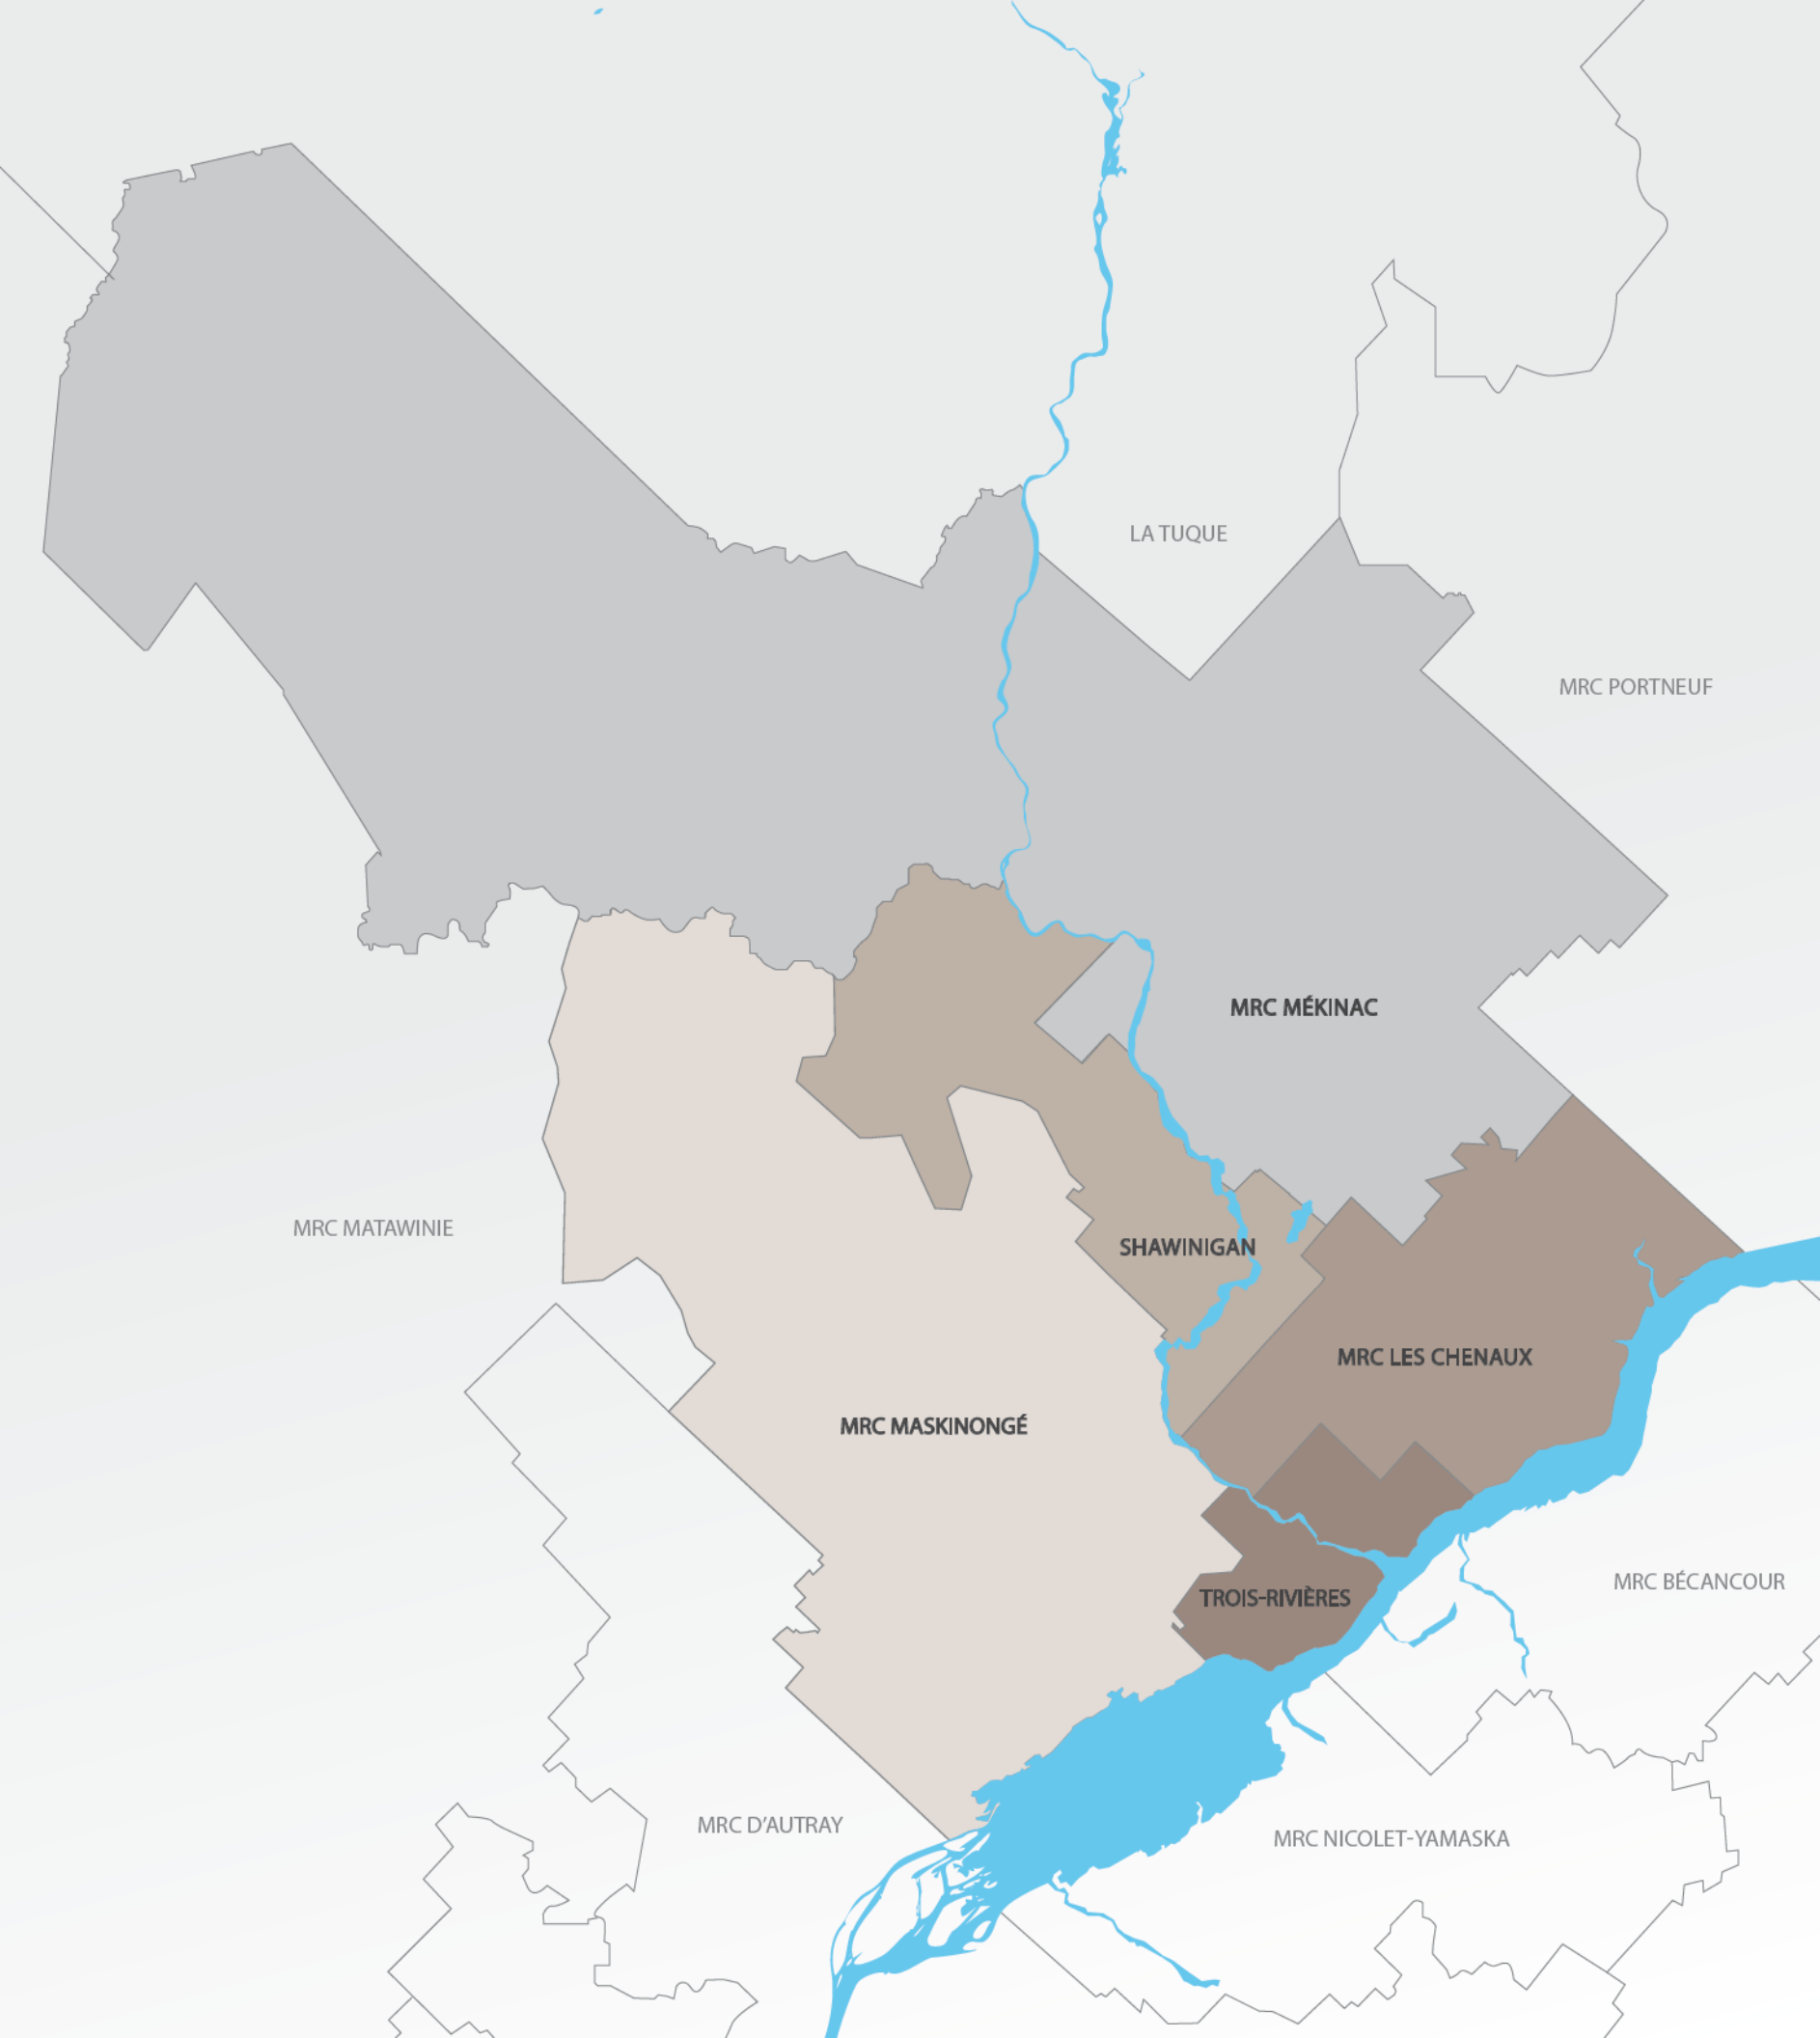 LA TUQUE
MRC PORTNEUF
MRC MÉKINAC
MRC MATAWINIE
SHAWINIGAN
MRC LES CHENAUX
MRC MASKINONGÉ
MRC BÉCANCOUR
TROIS-RIVIÈRES
MRC D'AUTRAY
MRC NICOLET-YAMASKA